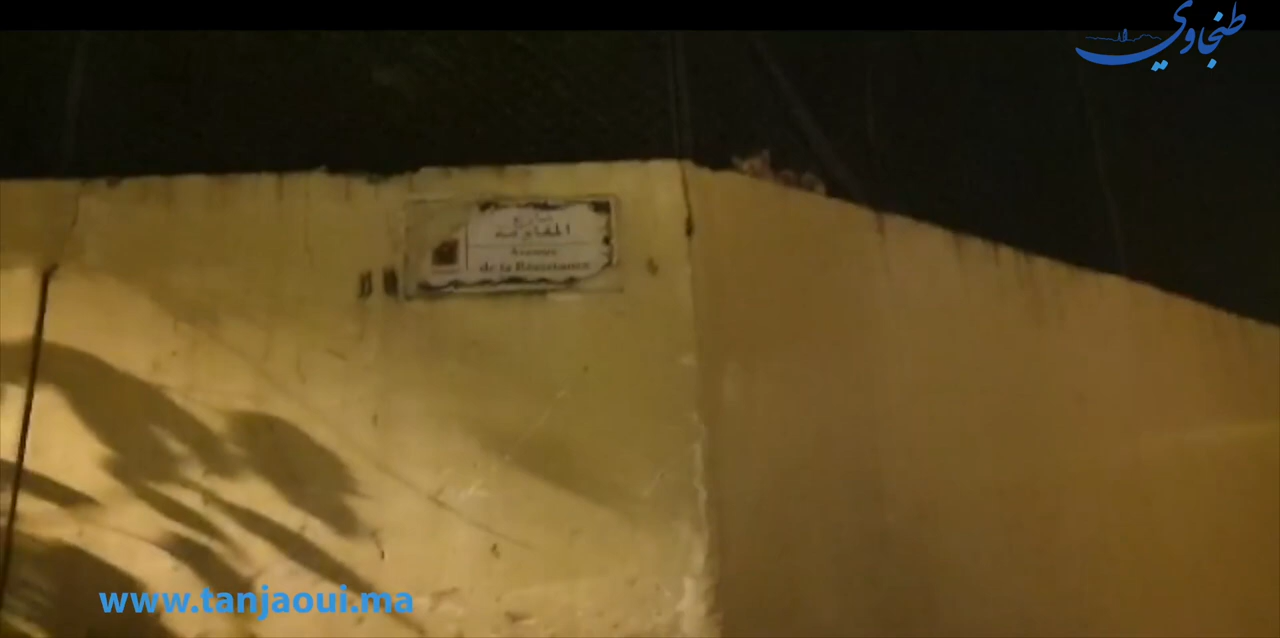 طنجاوي
شارع
المقاومة
Avenue
de la Résistance
www.tanjaoui.ma